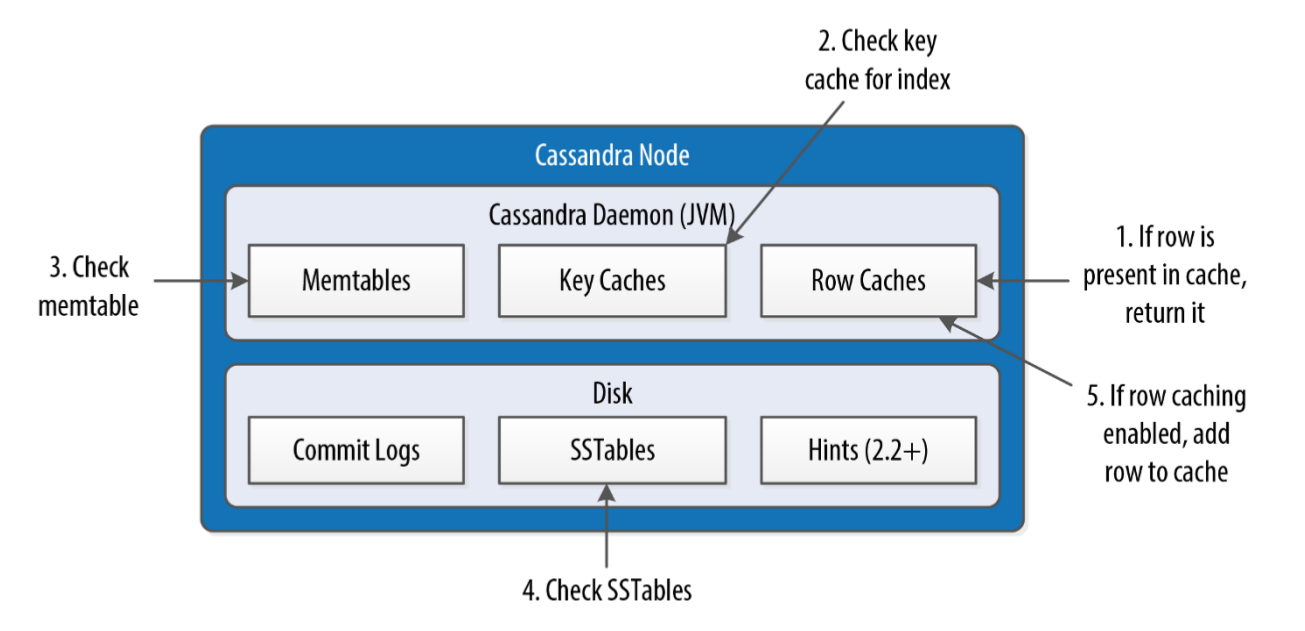 2. Check key
cache for index
Cassandra Node
Cassandra Daemon (JVM)
3. Check
memtable
Memtables
Key Caches
Row Caches
1. If row is
present in cache,
return it
Disk
Commit Logs
SSTables
Hints (2.2+)
5. If row caching
enabled, add
row to cache
4. Check SSTables